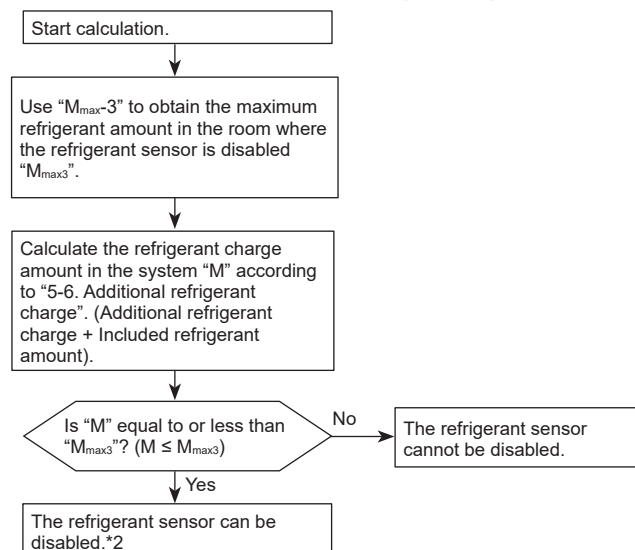 Start calculation.
Use “Mmax-3” to obtain the maximum
refrigerant amount in the room where
the refrigerant sensor is disabled
“Mmax3”.
Calculate the refrigerant charge
amount in the system “M” according
to “5-6. Additional refrigerant
charge”. (Additional refrigerant
charge + Included refrigerant
amount).
Is “M” equal to or less than
“Mmax3”? (M ≤ Mmax3)
No
The refrigerant sensor
cannot be disabled.
Yes
The refrigerant sensor can be
disabled.*2